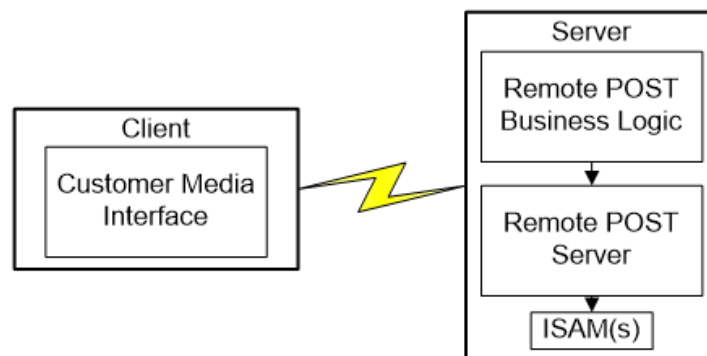 Client
Customer Media
Interface
Server
Remote POST
Business Logic
Remote POST
Server
ISAM(s)